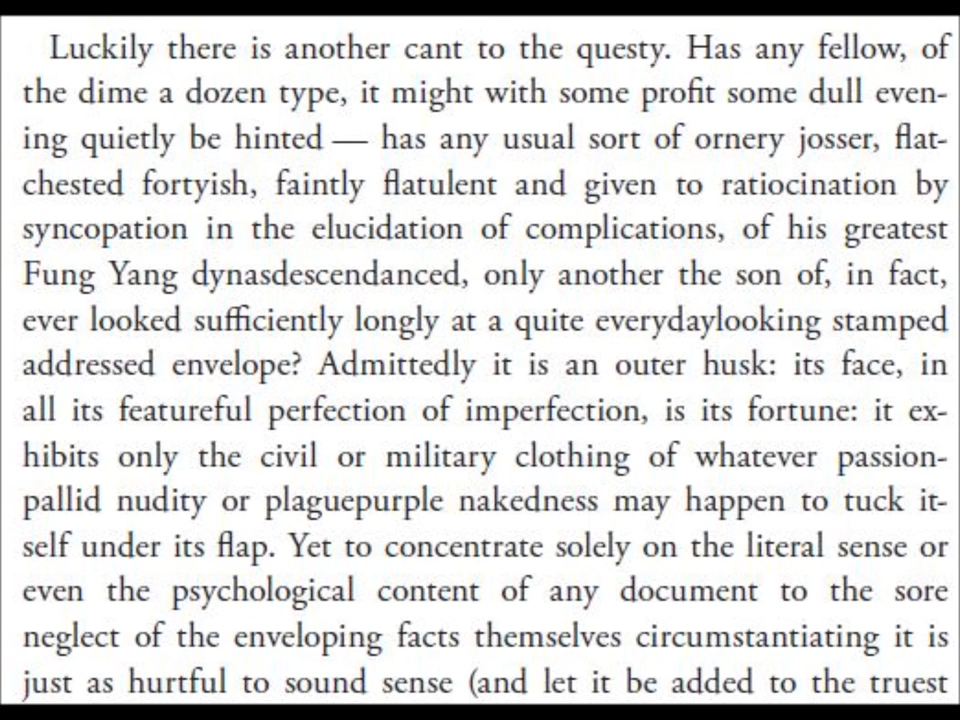 Luckily there is another cant to the questy. Has any fellow, of
the dime a dozen type, it might with some profit some dull even-
ing quietly be hinted — has any usual sort of ornery josser, flat-
chested fortyish, faintly flatulent and given to ratiocination by
syncopation in the elucidation of complications, of his greatest
Fung Yang dynasdescendanced, only another the son of, in fact,
ever looked sufficiently longly at a quite everydaylooking stamped
addressed envelope? Admittedly it is an outer husk: its face, in
all its featureful perfection of imperfection, is its fortune: it ex-
hibits only the civil or military clothing of whatever passion-
pallid nudity or plaguepurple nakedness may happen to tuck it-
self under its flap. Yet to concentrate solely on the literal sense or
even the psychological content of any document to the sore
neglect of the enveloping facts themselves circumstantiating it is
just as hurtful to sound sense (and let it be added to the truest